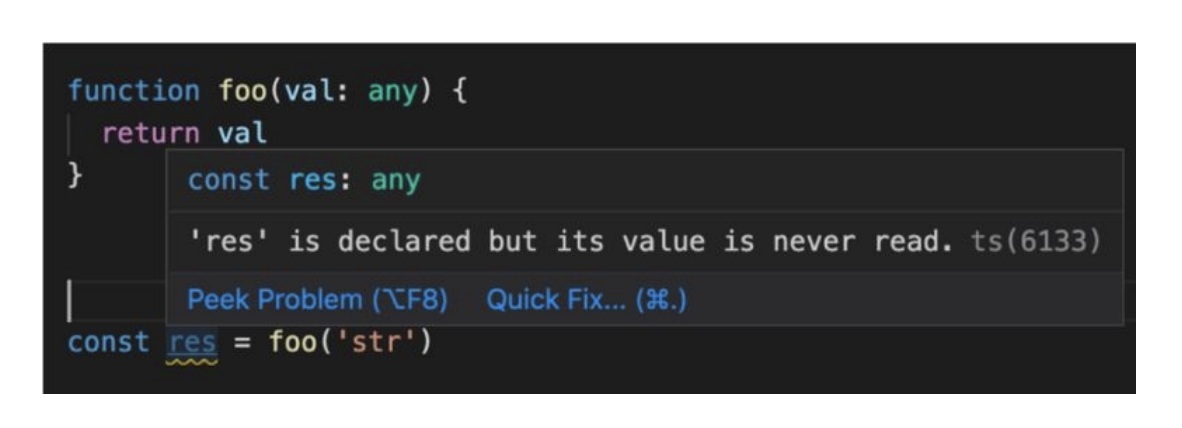 function foo(val: any) {
return val
}
const res: any
'res' is declared but its value is never read. ts(6133)
Peek Problem (⌥F8) Quick Fix... (⌘.)
const res = foo('str')